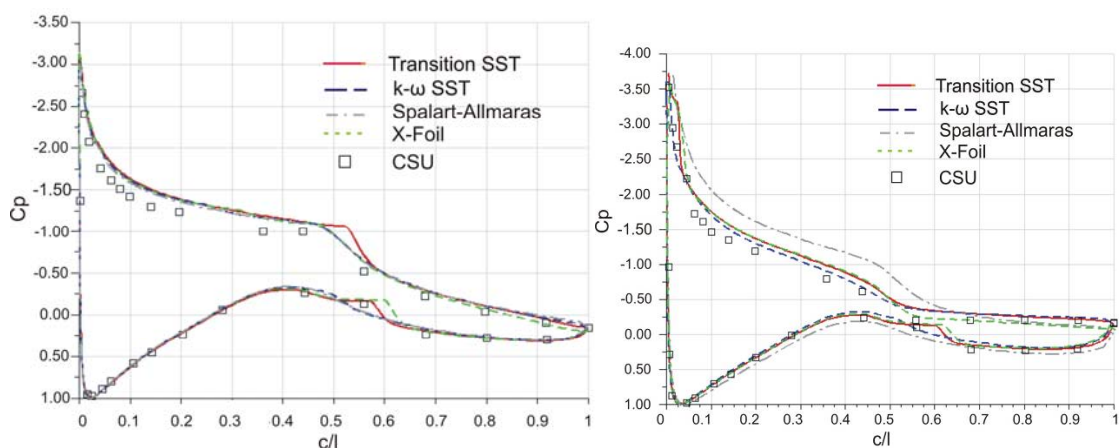 -3.50
-3.00
-2.50
-2.00
-1.50
-1.00
-0.50
0.00
0.50
1.00
Cp
0 0.1 0.2 0.3 0.4 0.5 0.6 0.7 0.8 0.9 1
c/l
Transition SST
k-ω SST
Spalart-Allmaras
X-Foil
CSU
-4.00
-3.50
-3.00
-2.50
-2.00
-1.50
-1.00
-0.50
0.00
0.50
1.00
Cp
0 0.1 0.2 0.3 0.4 0.5 0.6 0.7 0.8 0.9 1
c/l
Transition SST
k-ω SST
Spalart-Allmaras
X-Foil
CSU